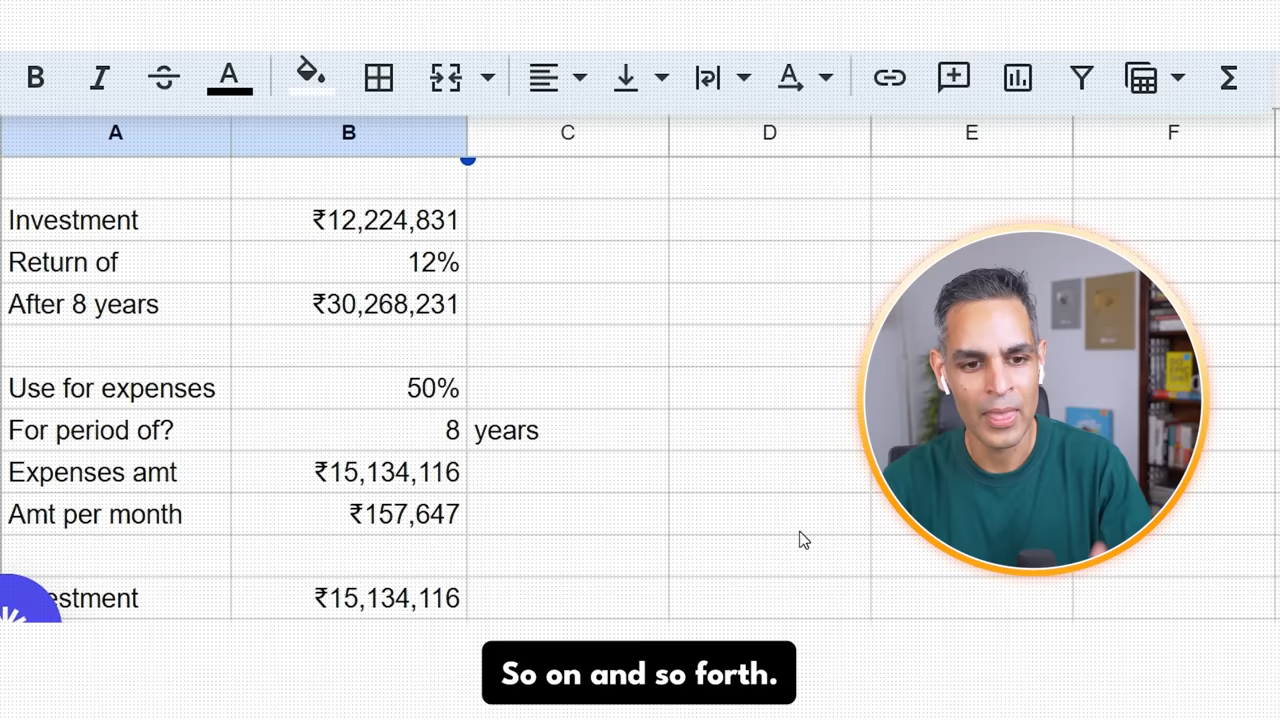 B I S A A Σ
A B C D E F
Investment ₹12,224,831
Return of 12%
After 8 years ₹30,268,231
Use for expenses 50%
For period of? 8 years
Expenses amt ₹15,134,116
Amt per month ₹157,647
estment ₹15,134,116
So on and so forth.